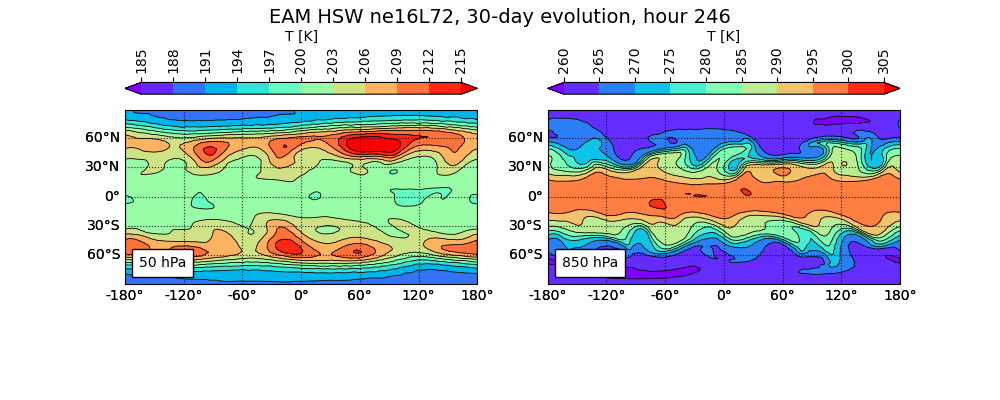 EAM HSW ne16L72, 30-day evolution, hour 246
T [K]
185 188 191 194 197 200 203 206 209 212 215
60°N
30°N
0°
30°S
60°S
50 hPa
-180° -120° -60° 0° 60° 120° 180°
T [K]
260 265 270 275 280 285 290 295 300 305
60°N
30°N
0°
30°S
60°S
850 hPa
-180° -120° -60° 0° 60° 120° 180°